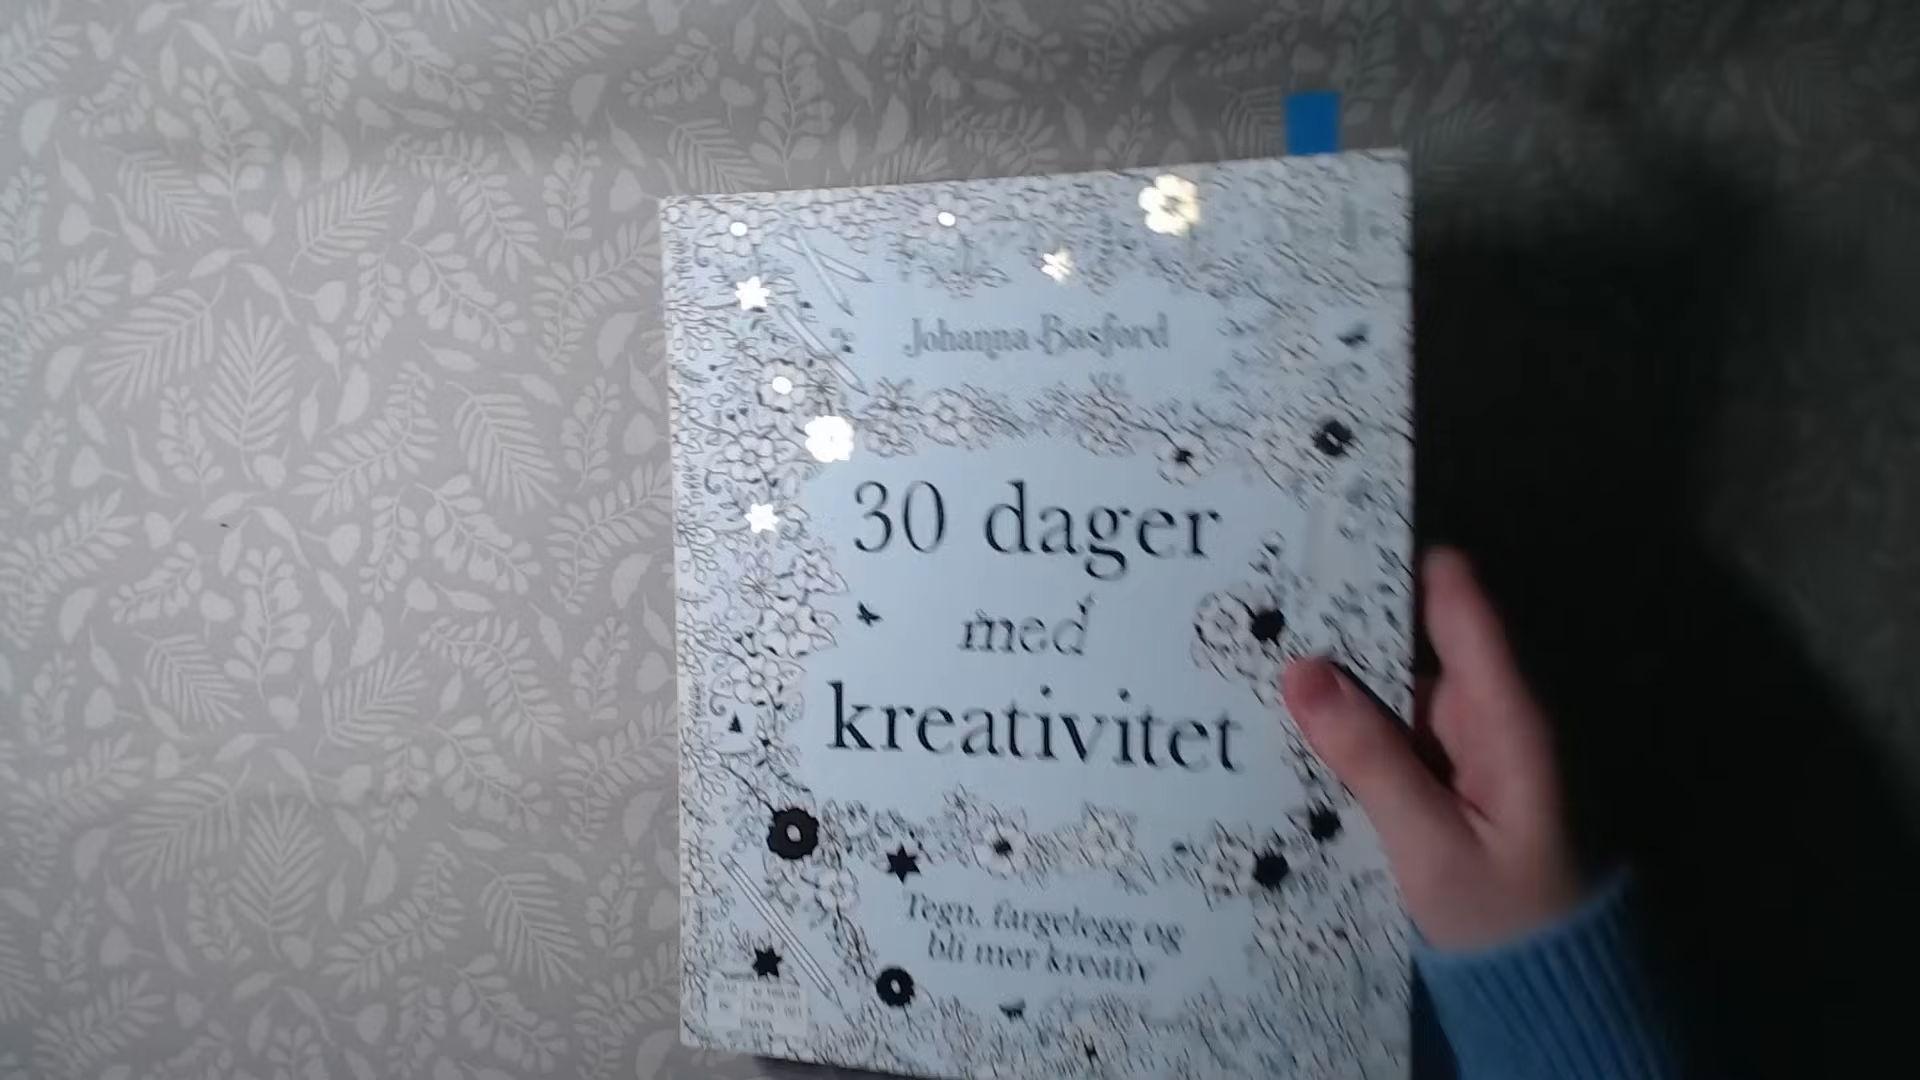 Johanna Basford
30 dager
med
kreativitet
Tegn, fargelegg og
bli mer kreativ